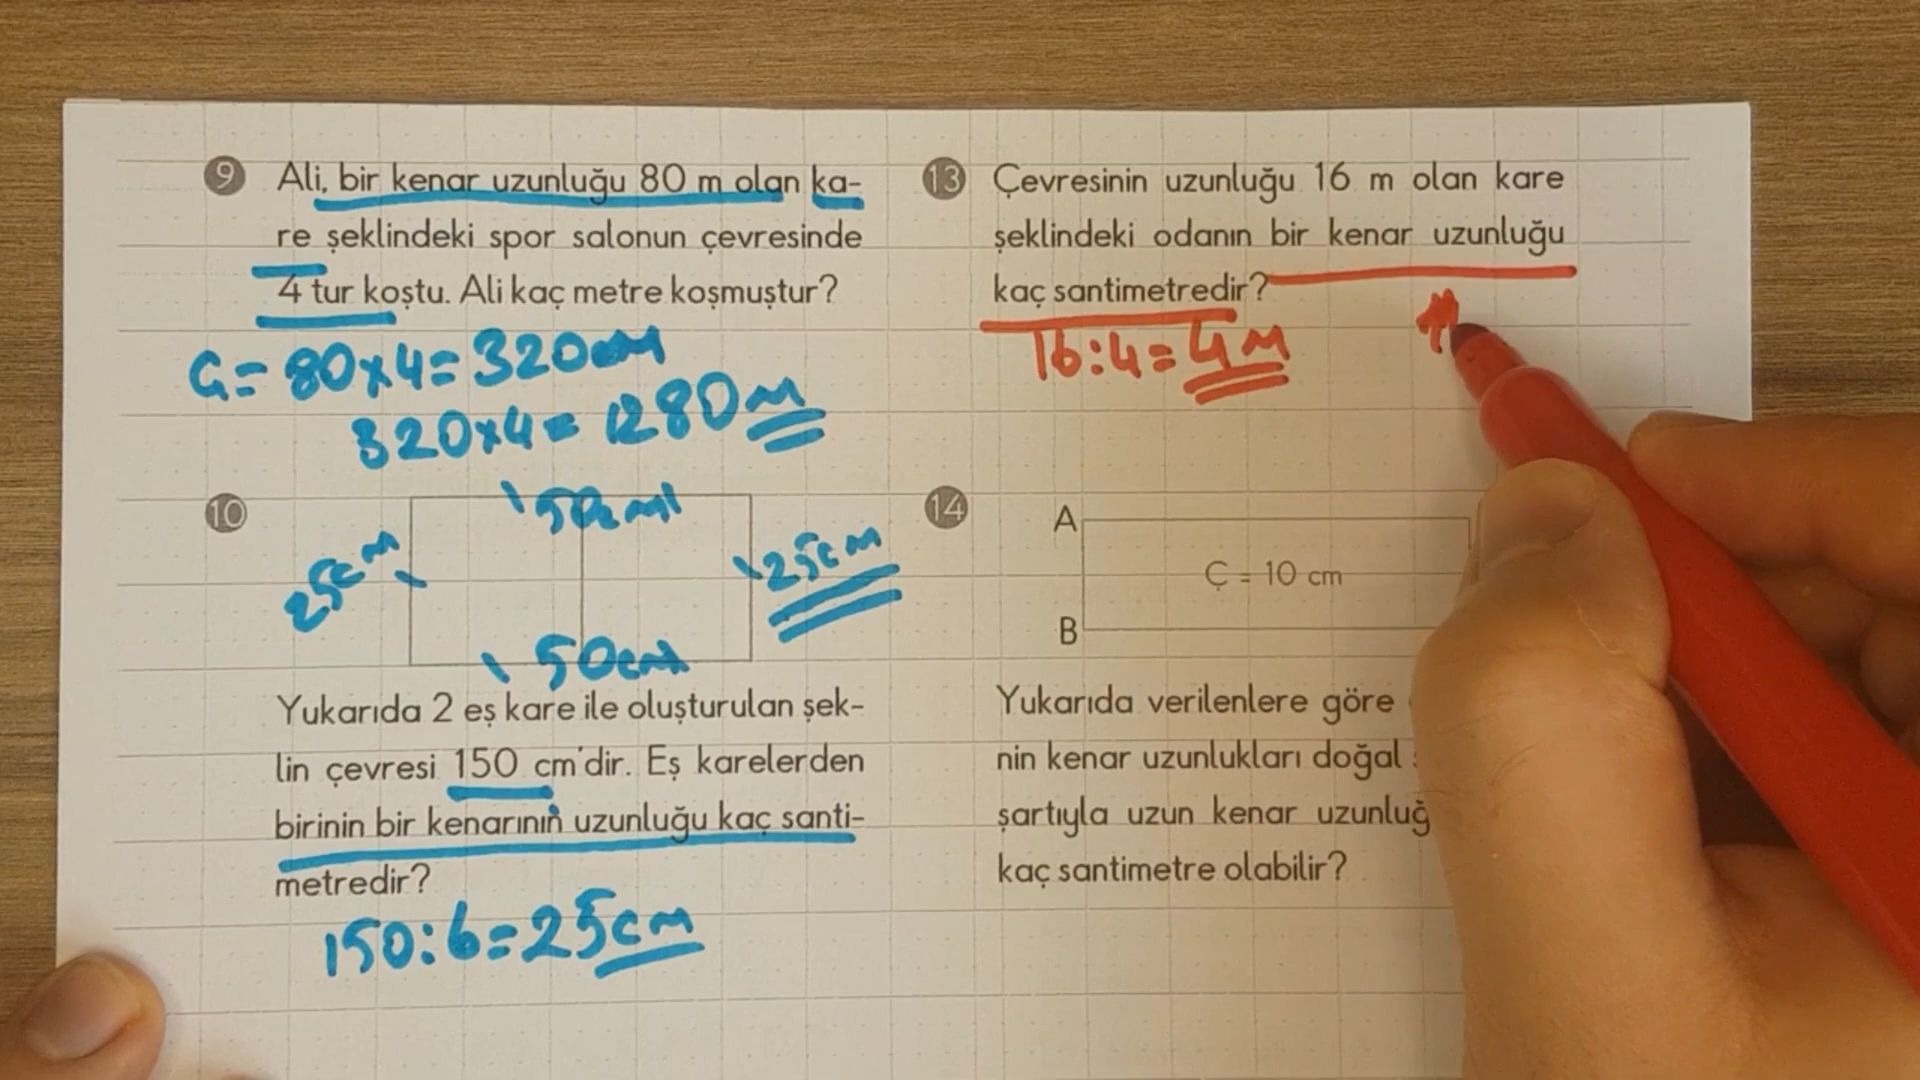 9 Ali, bir kenar uzunluğu 80 m olan ka-
re şeklindeki spor salonun çevresinde
4 tur koştu. Ali kaç metre koşmuştur?
Ç= 80x4= 320 m
320x4= 1280 m
10
50cm
25cm
25cm
50cm
Yukarıda 2 eş kare ile oluşturulan şek-
lin çevresi 150 cm'dir. Eş karelerden
birinin bir kenarının uzunluğu kaç santi-
metredir?
150:6=25cm
13 Çevresinin uzunluğu 16 m olan kare
şeklindeki odanın bir kenar uzunluğu
kaç santimetredir?
16:4=4m
14
A
Ç = 10 cm
B
Yukarıda verilenlere göre
nin kenar uzunlukları doğal
şartıyla uzun kenar uzunluğ
kaç santimetre olabilir?